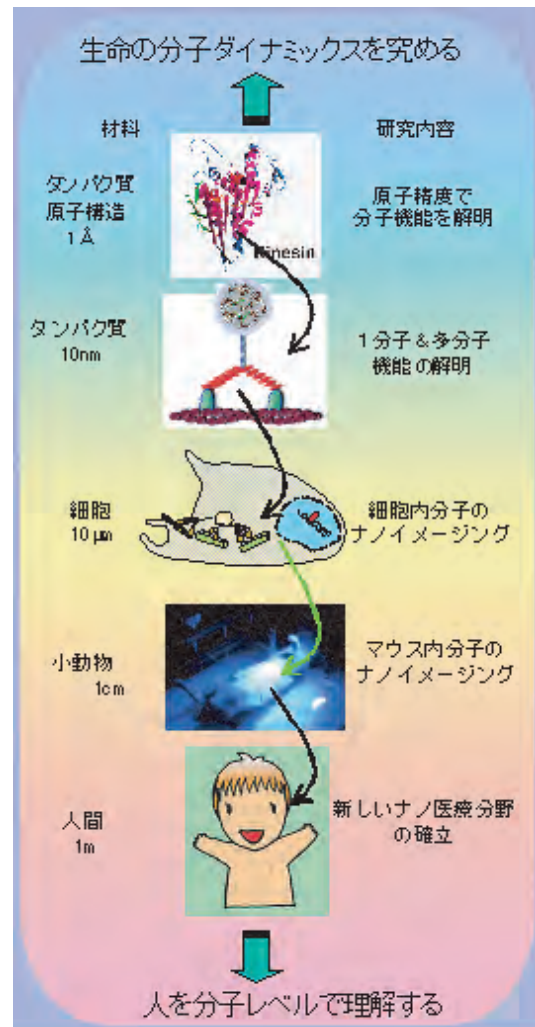 生命の分子ダイナミックスを究める
材料
研究内容
タンパク質
原子構造
1Å
Kinesin
原子精度で
分子機能を解明
タンパク質
10nm
1分子&多分子
機能の解明
細胞
10μm
細胞内分子の
ナノイメージング
小動物
1cm
マウス内分子の
ナノイメージング
人間
1m
新しいナノ医療分野
の確立
人を分子レベルで理解する